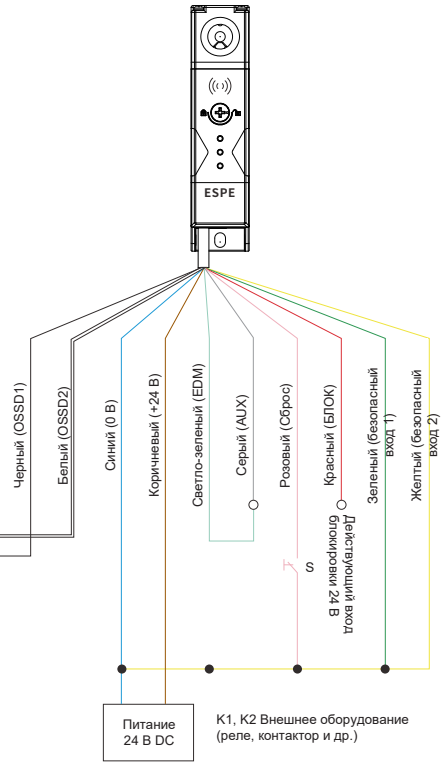 ESPE
Черный (OSSD1)
Белый (OSSD2)
Синий (0 В)
Коричневый (+24 В)
Светло-зеленый (EDM)
Серый (AUX)
Розовый (Сброс)
Красный (БЛОК)
Зеленый (безопасный
вход 1)
Желтый (безопасный
вход 2)
S
Действующий вход
блокировки 24 В
Питание
24 В DC
K1, K2 Внешнее оборудование
(реле, контактор и др.)